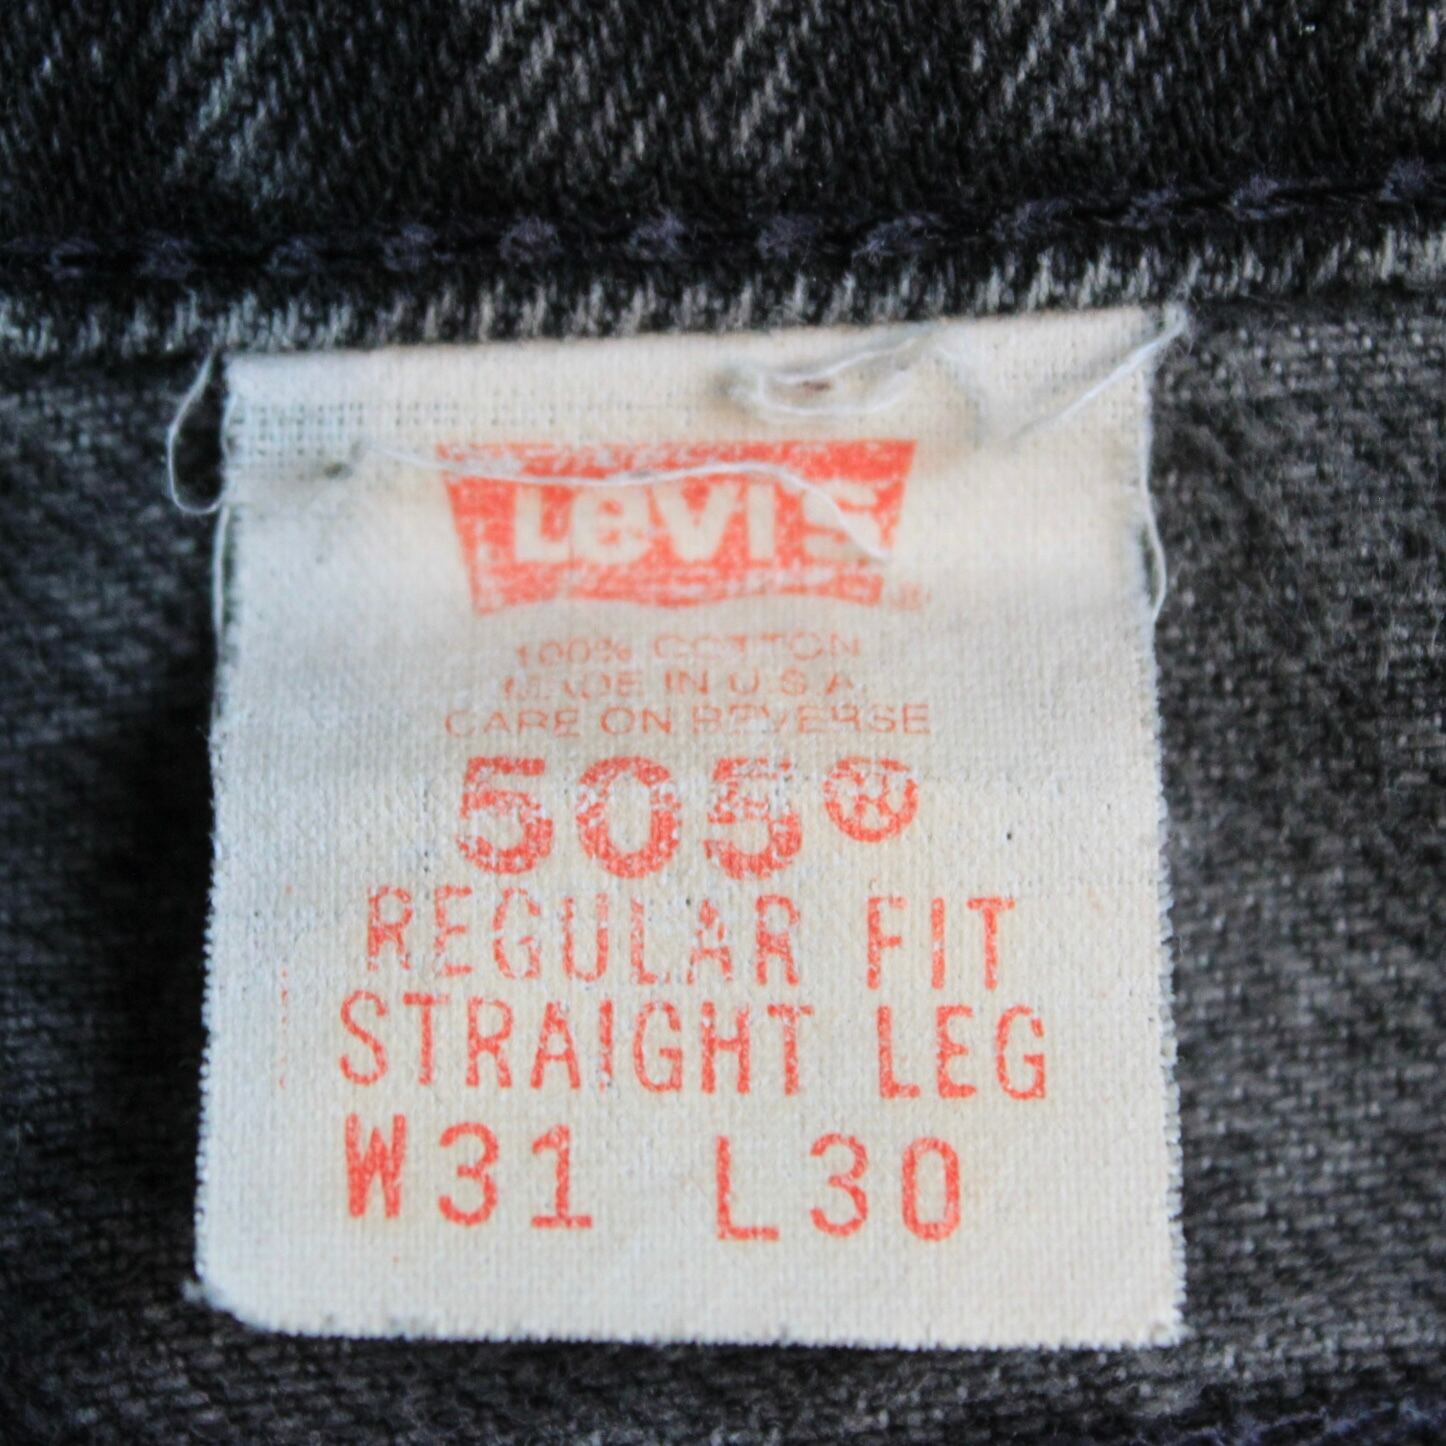 Levi's ®
100% COTTON
MADE IN U.S.A.
CARE ON REVERSE
505®
REGULAR FIT
STRAIGHT LEG
W31 L30